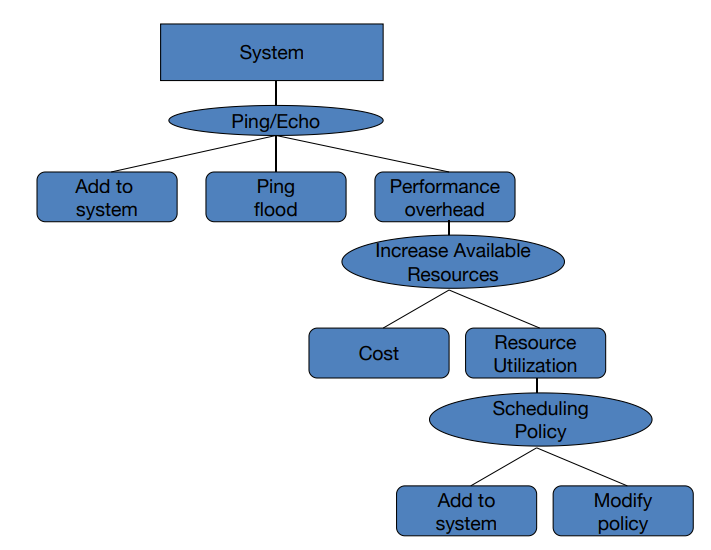 System
Ping/Echo
Add to
system
Ping
flood
Performance
overhead
Increase Available
Resources
Cost
Resource
Utilization
Scheduling
Policy
Add to
system
Modify
policy